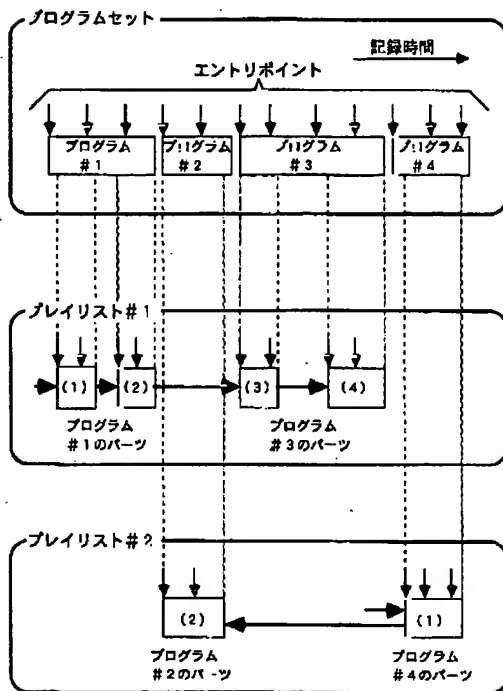 プログラムセット
記録時間
エントリポイント
プログラム
#1
プログラム
#2
プログラム
#3
プログラム
#4
プレイリスト#1
(1)
(2)
(3)
(4)
プログラム
#1のパーツ
プログラム
#3のパーツ
プレイリスト#2
(2)
(1)
プログラム
#2のパーツ
プログラム
#4のパーツ